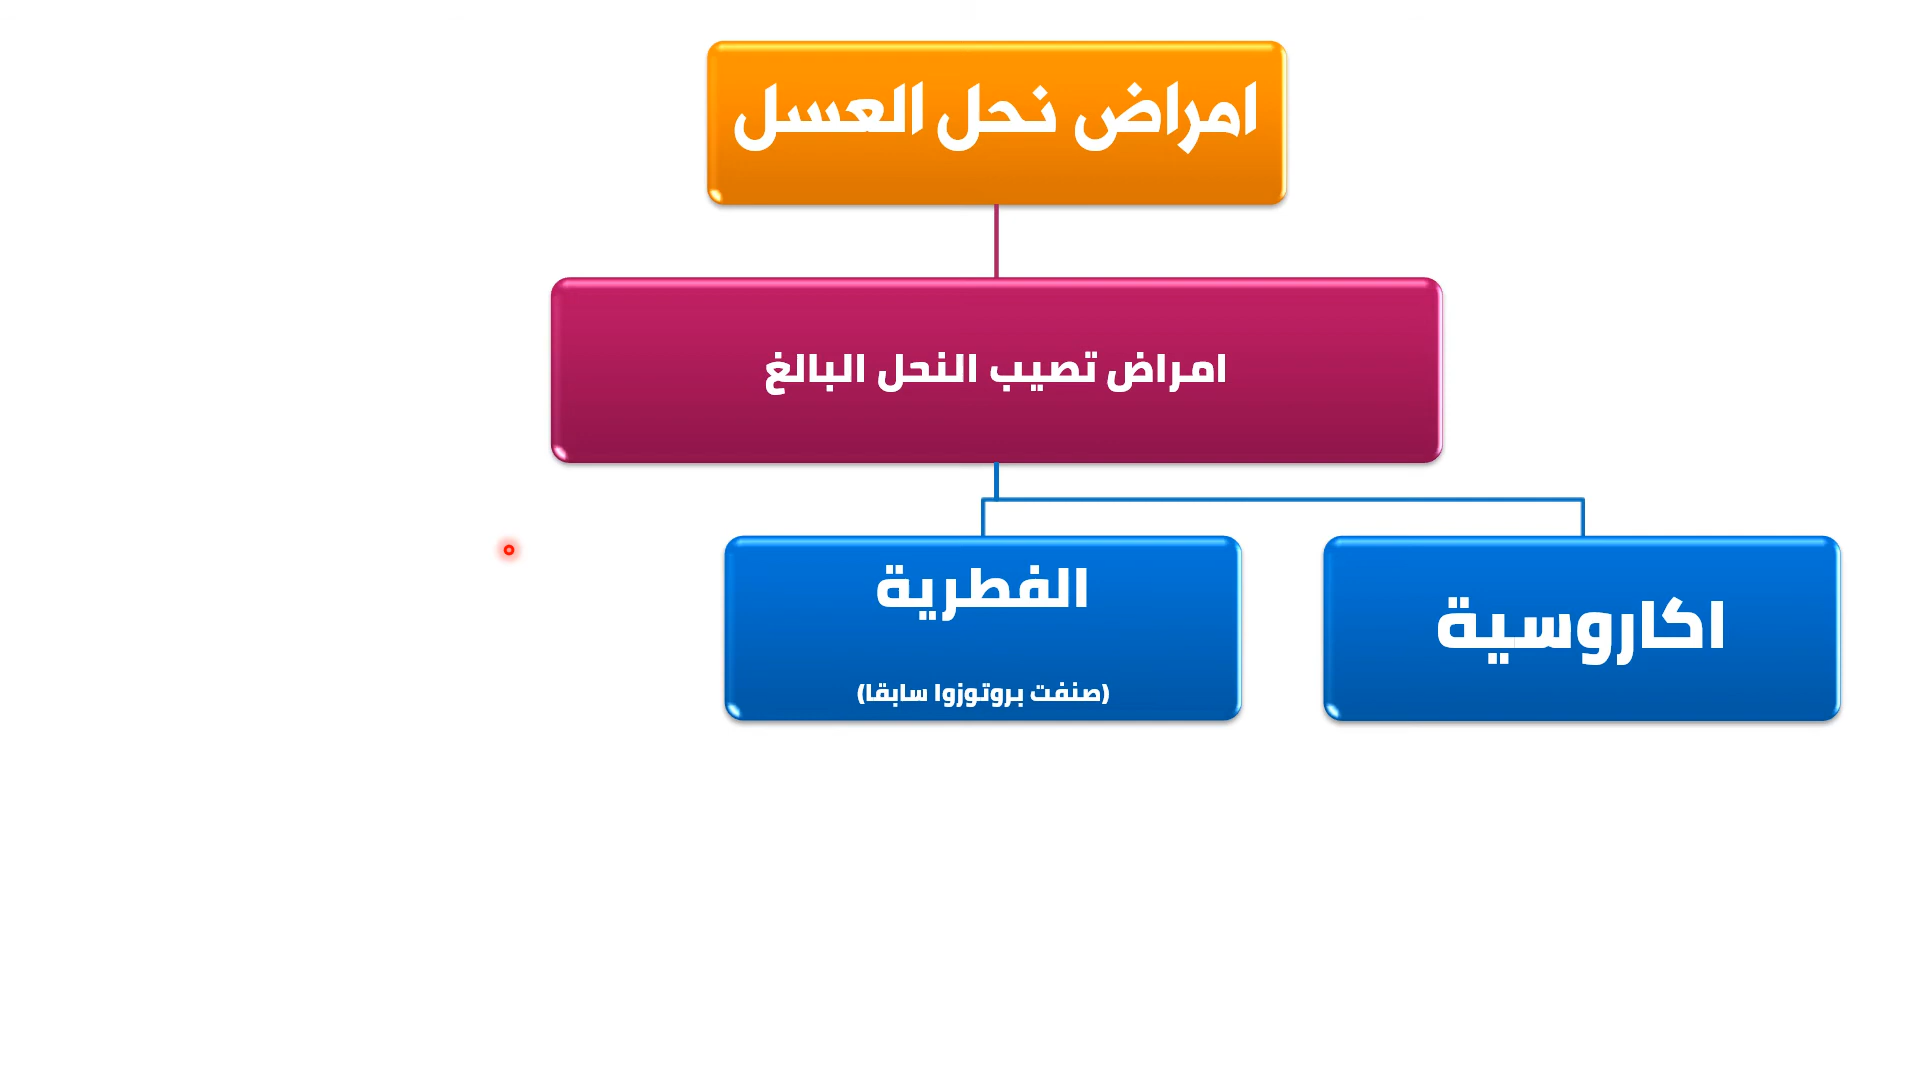 امراض نحل العسل
امراض تصيب النحل البالغ
اكاروسية
الفطرية
(صنفت بروتوزوا سابقا)